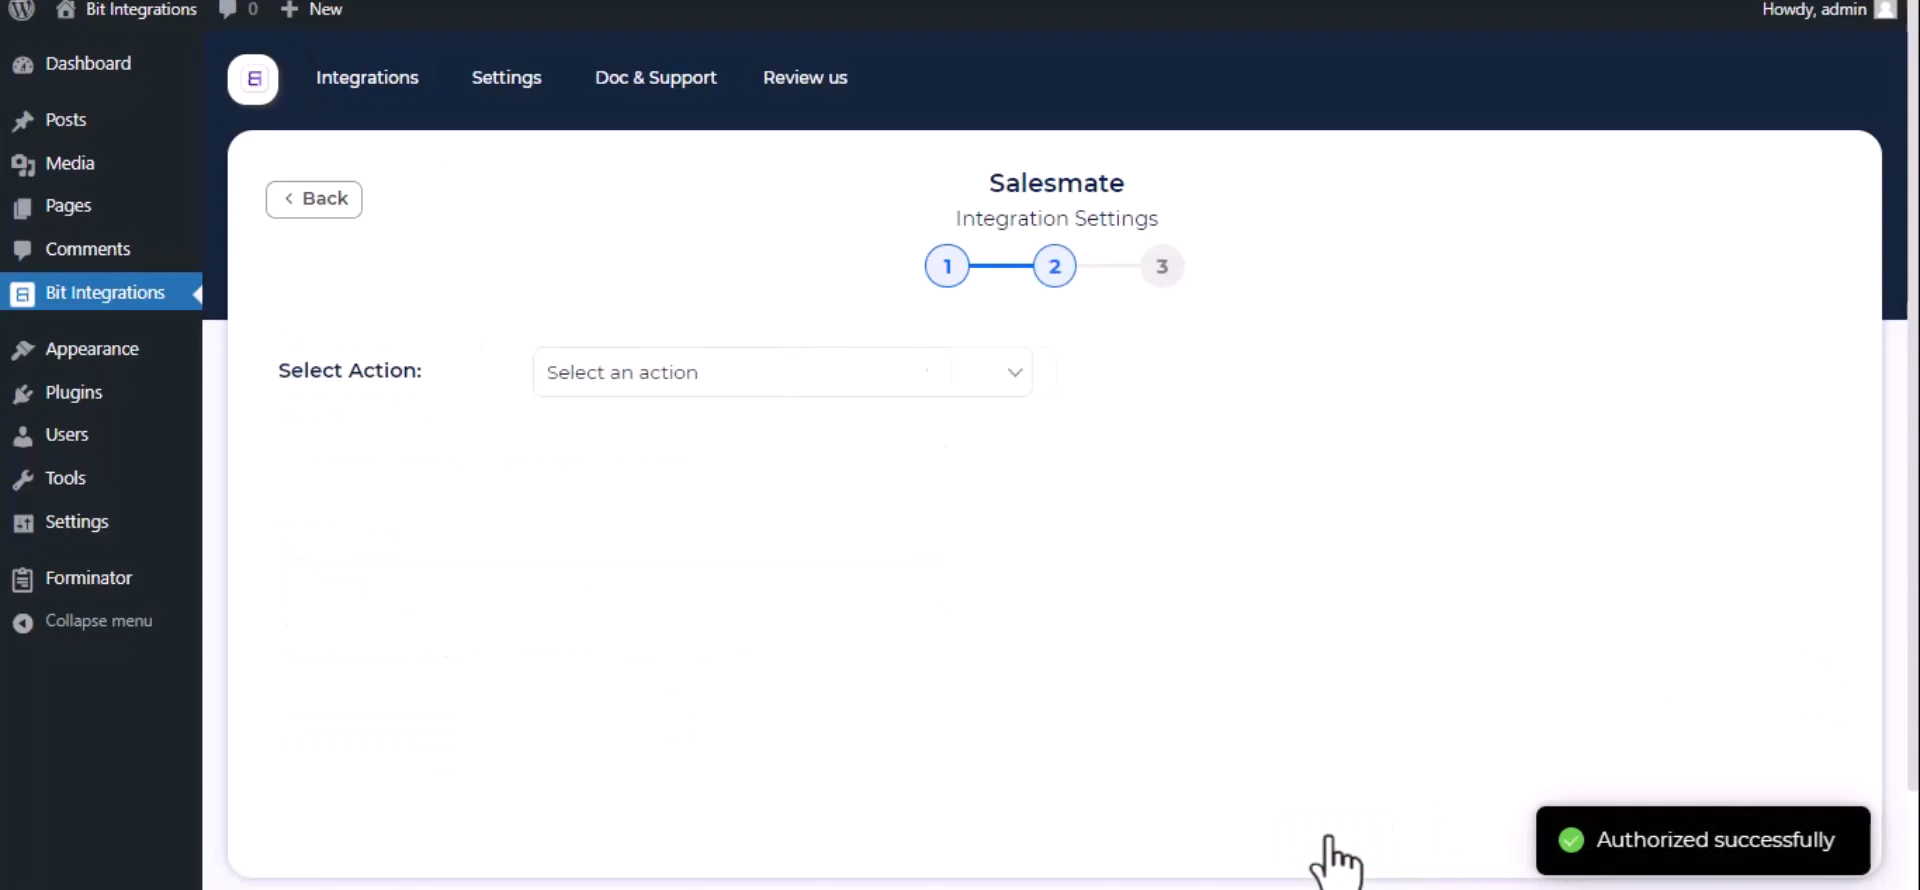 Bit Integrations 0 New Howdy, admin
Dashboard
Posts
Media
Pages
Comments
Bit Integrations
Appearance
Plugins
Users
Tools
Settings
Forminator
Collapse menu
Integrations Settings Doc & Support Review us
Back
Salesmate
Integration Settings
1 2 3
Select Action: Select an action
Authorized successfully